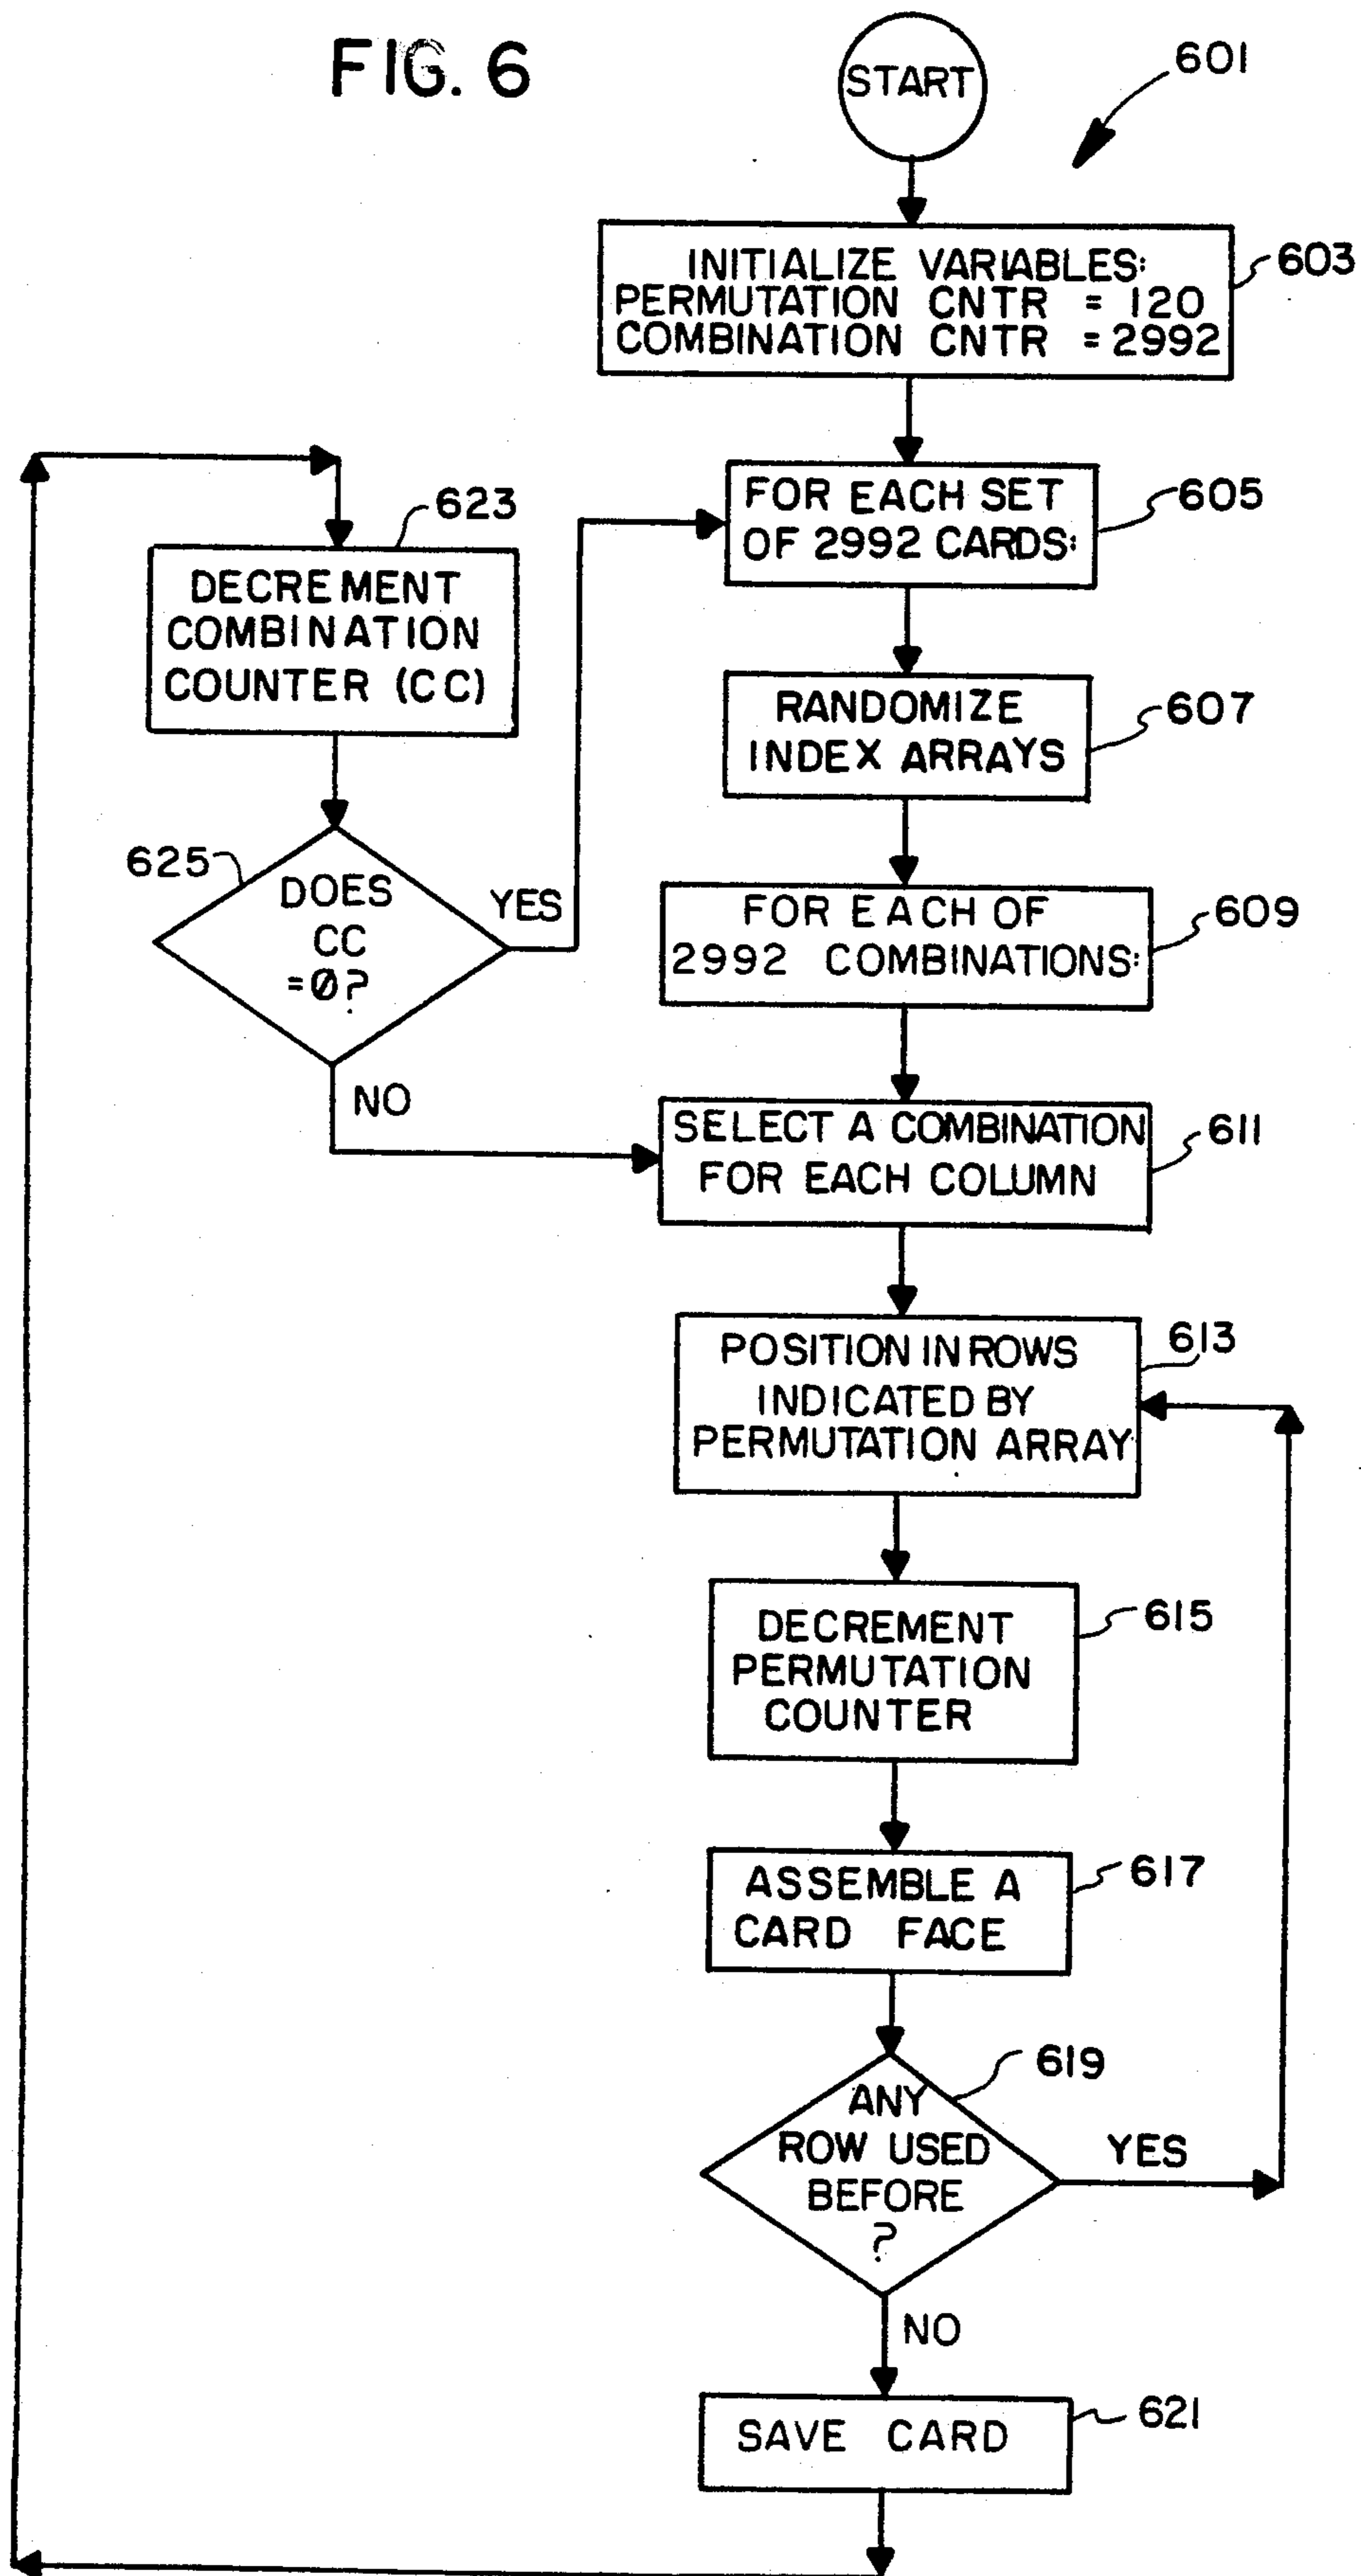 FIG. 6
START
601
INITIALIZE VARIABLES:
PERMUTATION CNTR = 120
COMBINATION CNTR = 2992
603
FOR EACH SET
OF 2992 CARDS:
605
RANDOMIZE
INDEX ARRAYS
607
FOR EACH OF
2992 COMBINATIONS:
609
SELECT A COMBINATION
FOR EACH COLUMN
611
POSITION IN ROWS
INDICATED BY
PERMUTATION ARRAY
613
DECREMENT
PERMUTATION
COUNTER
615
ASSEMBLE A
CARD FACE
617
ANY
ROW USED
BEFORE
?
619
YES
NO
SAVE CARD
621
DECREMENT
COMBINATION
COUNTER (CC)
623
DOES
CC
=Ø?
625
YES
NO